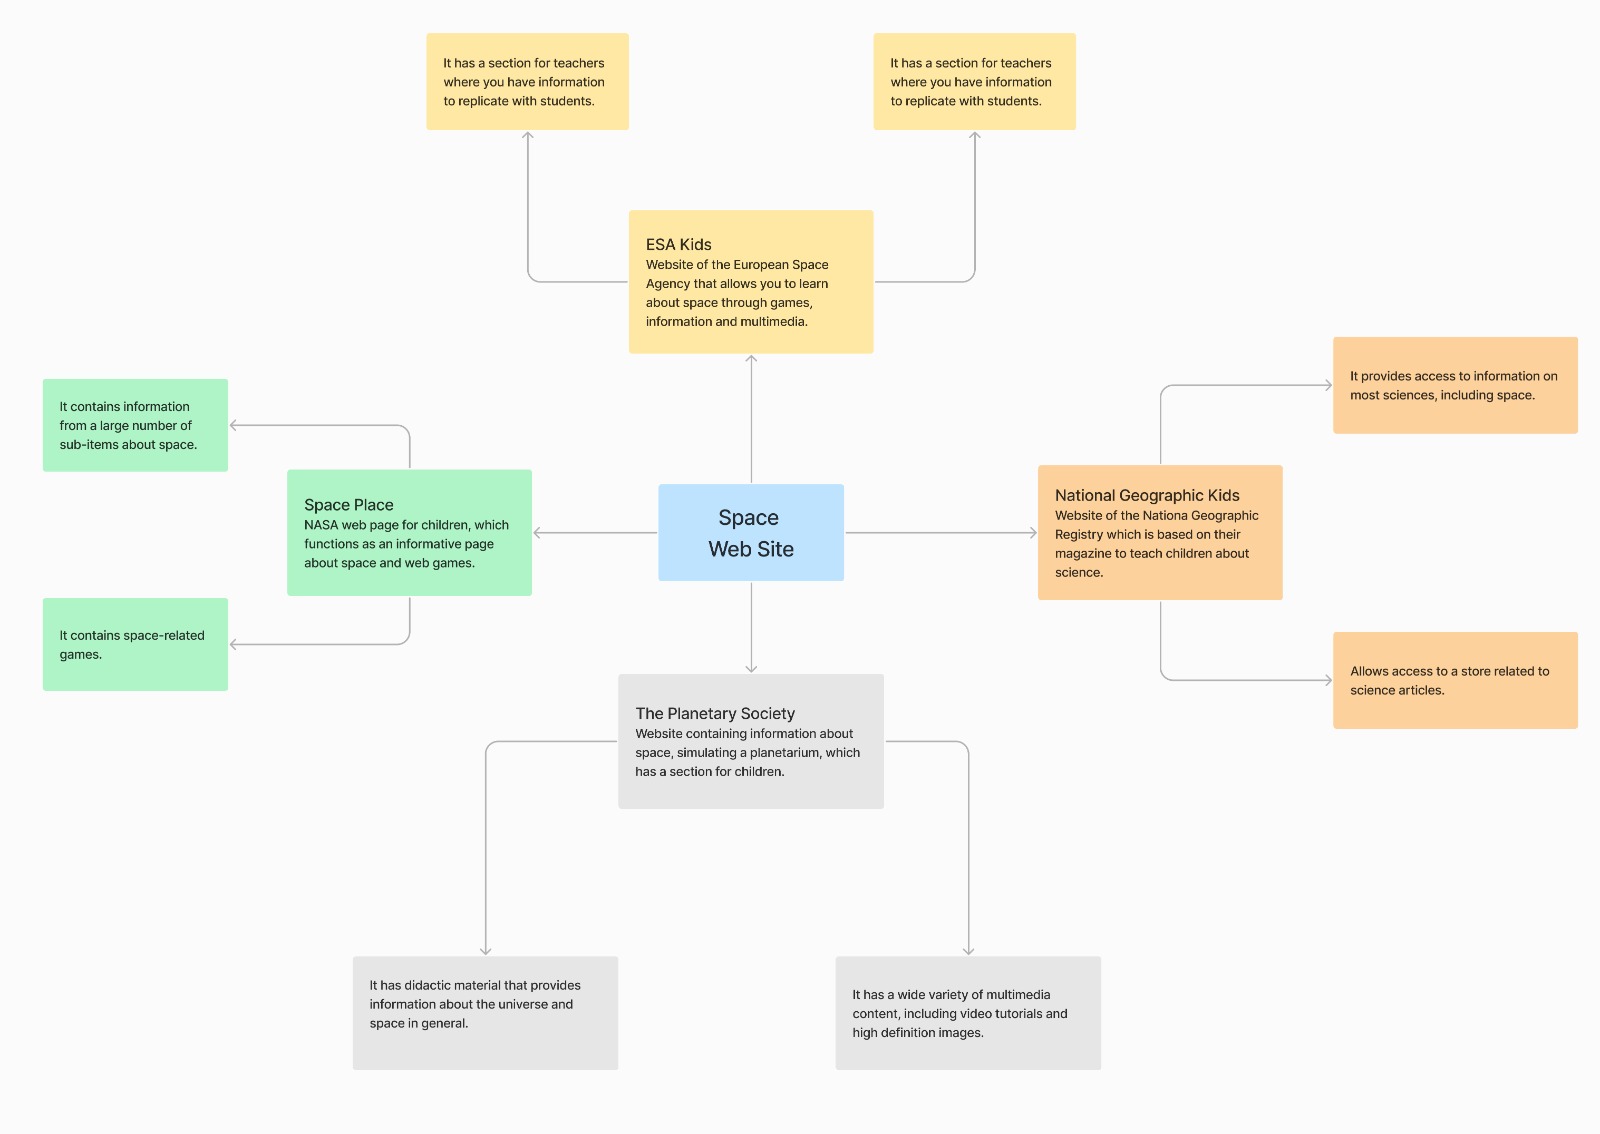 It has a section for teachers
where you have information
to replicate with students.
It has a section for teachers
where you have information
to replicate with students.
ESA Kids
Website of the European Space
Agency that allows you to learn
about space through games,
information and multimedia.
It contains information
from a large number of
sub-items about space.
Space Place
NASA web page for children, which
functions as an informative page
about space and web games.
It contains space-related
games.
Space
Web Site
National Geographic Kids
Website of the Nationa Geographic
Registry which is based on their
magazine to teach children about
science.
It provides access to information on
most sciences, including space.
Allows access to a store related to
science articles.
The Planetary Society
Website containing information about
space, simulating a planetarium, which
has a section for children.
It has didactic material that provides
information about the universe and
space in general.
It has a wide variety of multimedia
content, including video tutorials and
high definition images.